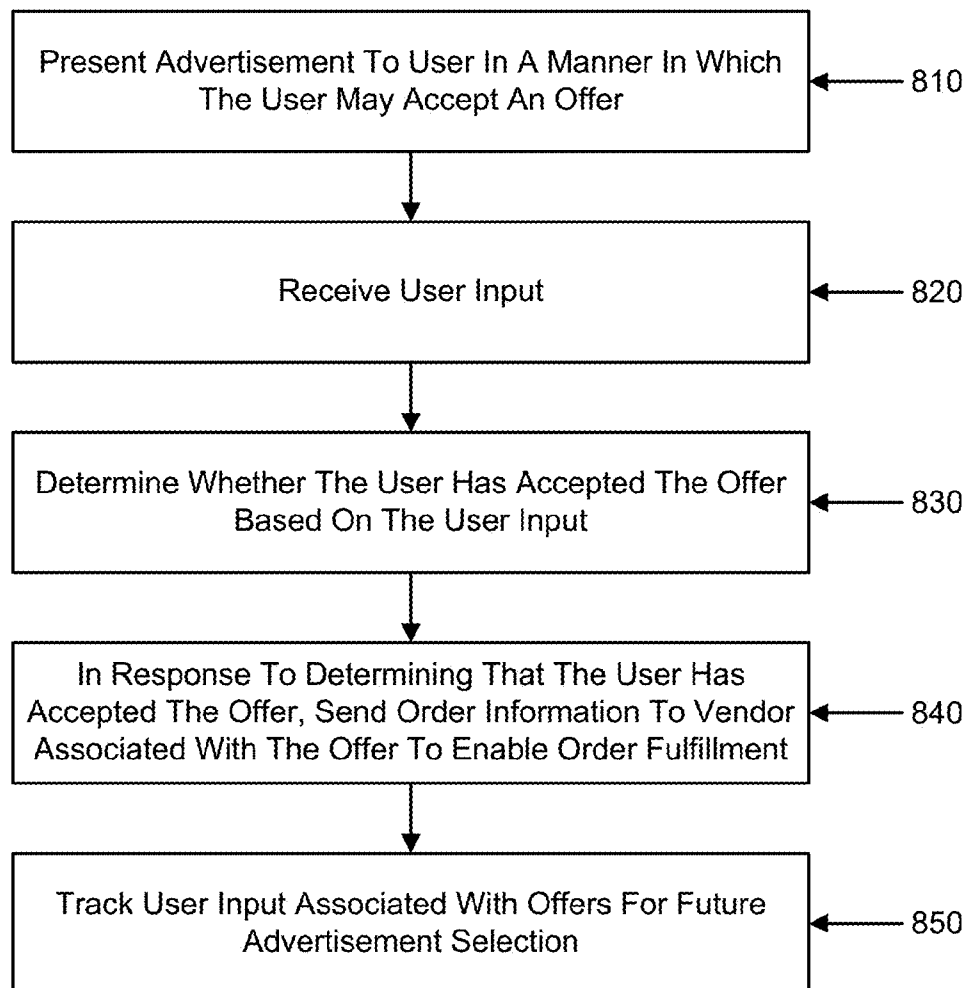 Present Advertisement To User In A Manner In Which
The User May Accept An Offer
810
Receive User Input
820
Determine Whether The User Has Accepted The Offer
Based On The User Input
830
In Response To Determining That The User Has
Accepted The Offer, Send Order Information To Vendor
Associated With The Offer To Enable Order Fulfillment
840
Track User Input Associated With Offers For Future
Advertisement Selection
850